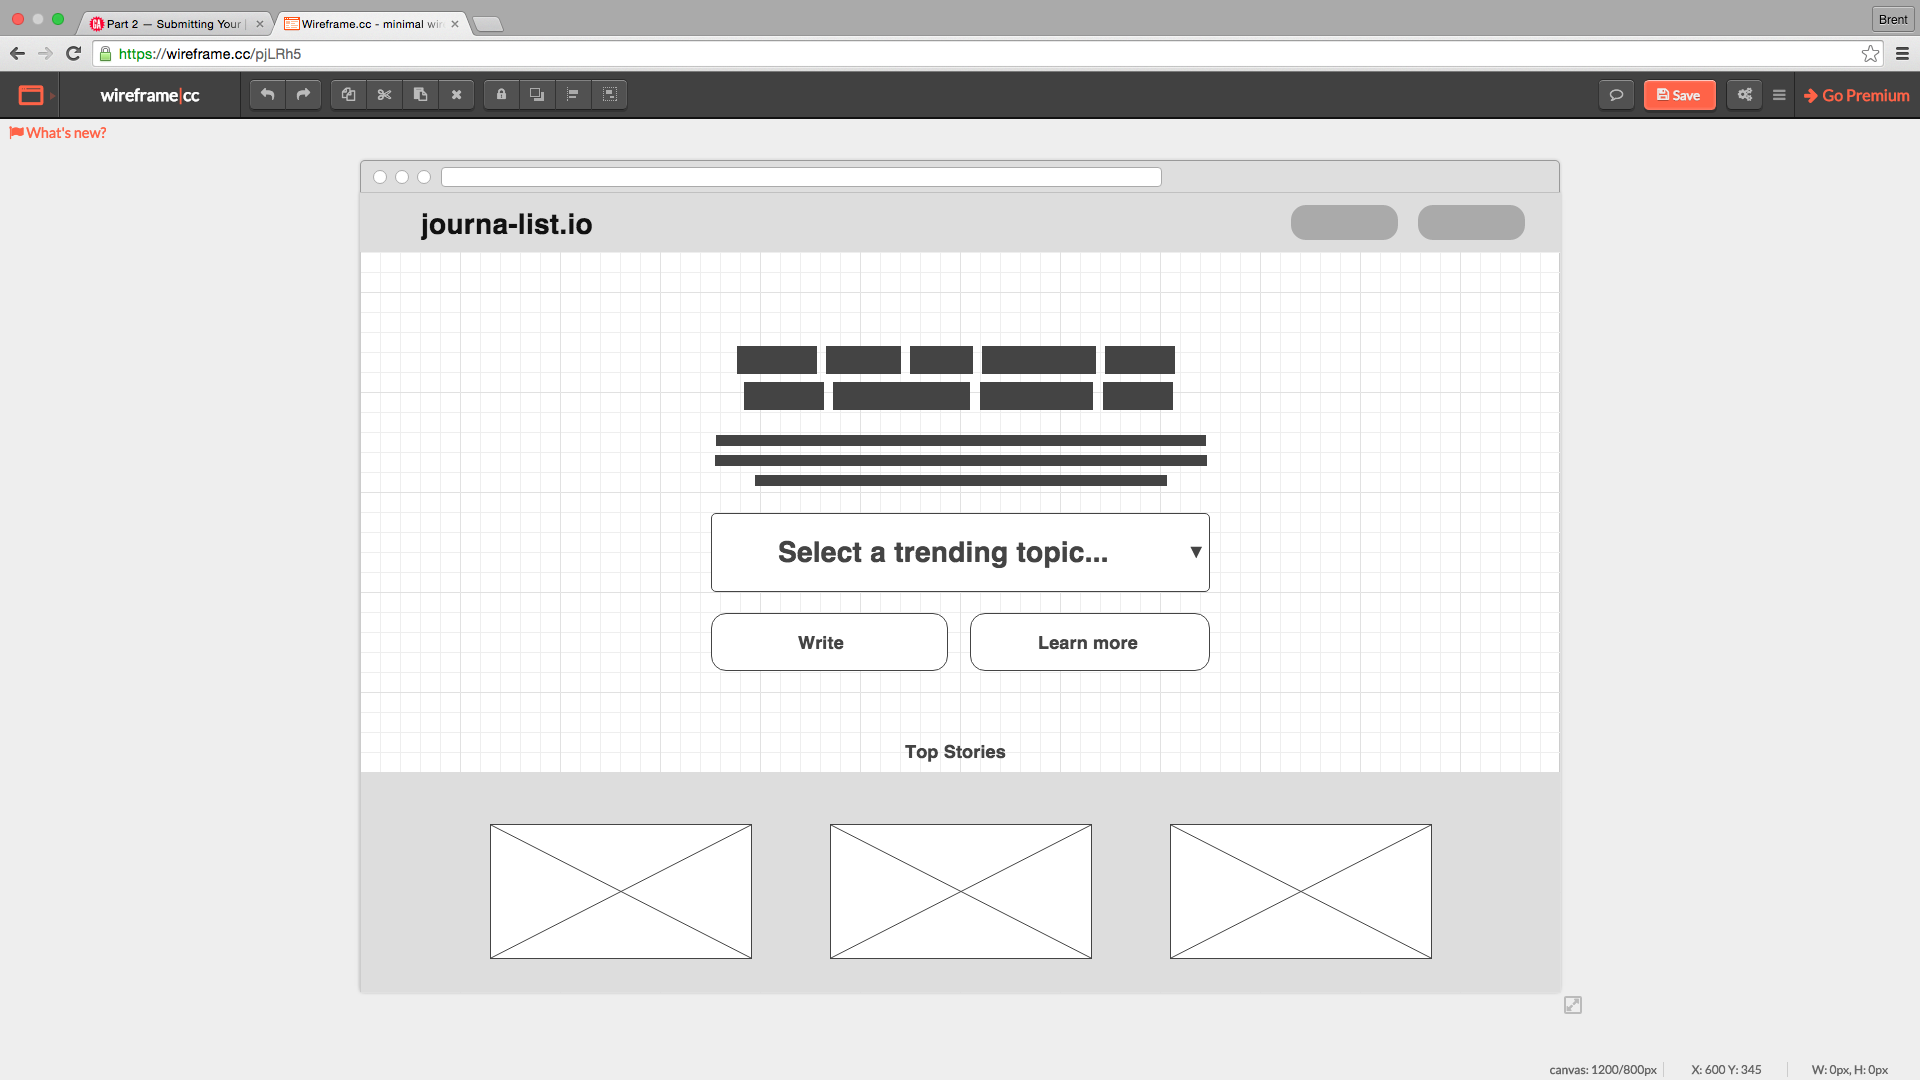 Part 2 — Submitting Your
Wireframe.cc - minimal wir
Brent
https://wireframe.cc/pjLRh5
wireframe|cc
Save
Go Premium
What's new?
journa-list.io
Select a trending topic...
Write
Learn more
Top Stories
canvas: 1200/800px
X: 600 Y: 345
W: 0px, H: 0px